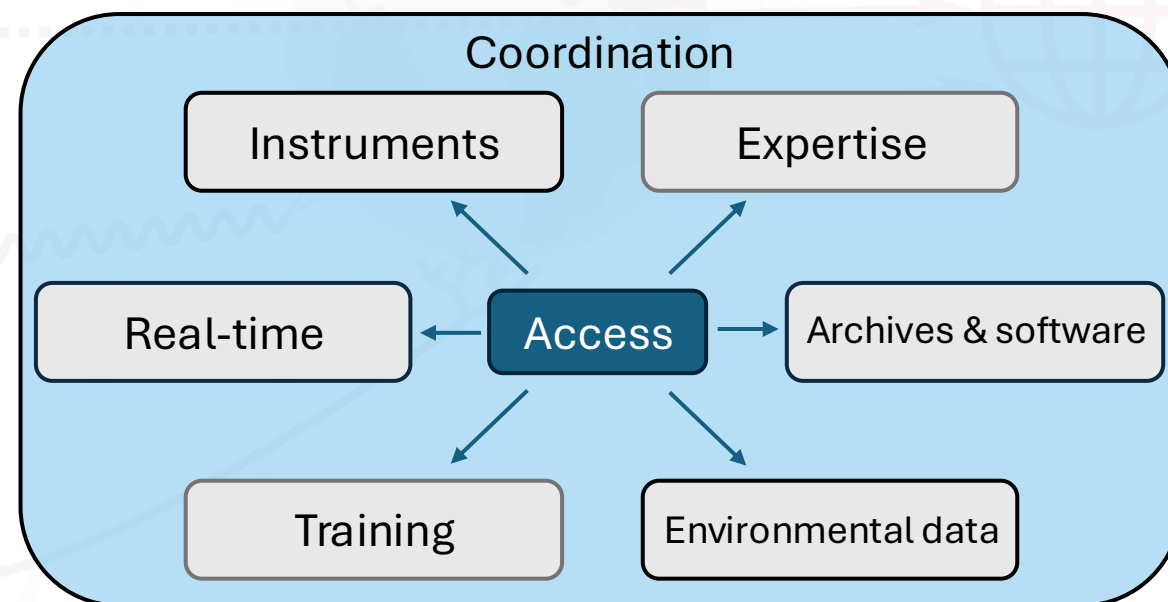 Coordination
Instruments
Expertise
Real-time
Access
Archives & software
Training
Environmental data